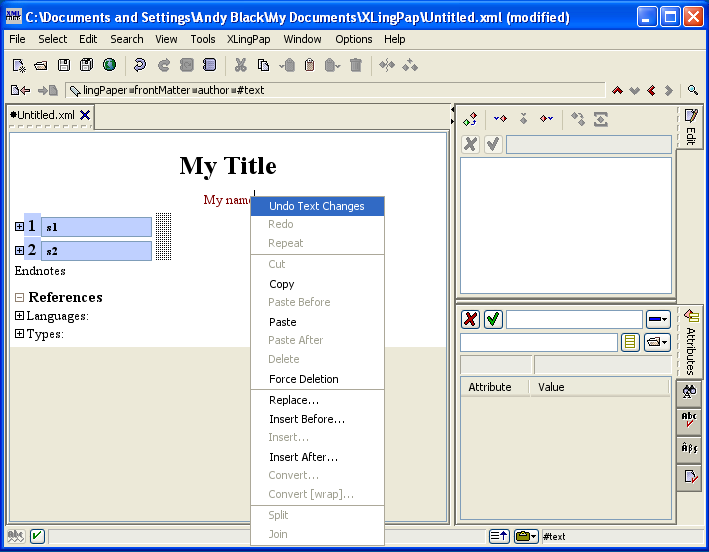 C:\Documents and Settings\Andy Black\My Documents\XLingPap\Untitled.xml (modified)
File Select Edit Search View Tools XLingPap Window Options Help
lingPaper frontMatter author #text
Untitled.xml
Edit
My Title
My name
1 s1
2 s2
Endnotes
References
Languages:
Types:
Undo Text Changes
Redo
Repeat
Cut
Copy
Paste Before
Paste
Paste After
Delete
Force Deletion
Replace...
Insert Before...
Insert...
Insert After...
Convert...
Convert [wrap]...
Split
Join
Attributes
Attribute Value
Abc
Âβς
abc
#text